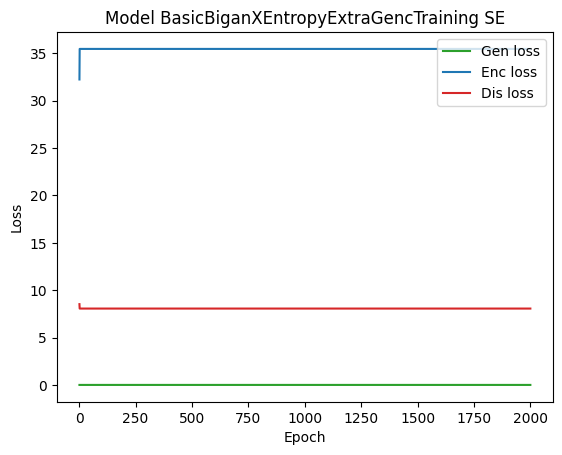 Model BasicBiganXEntropyExtraGencTraining SE
Gen loss
Enc loss
Dis loss
35
30
25
20
15
10
5
0
Loss
0 250 500 750 1000 1250 1500 1750 2000
Epoch